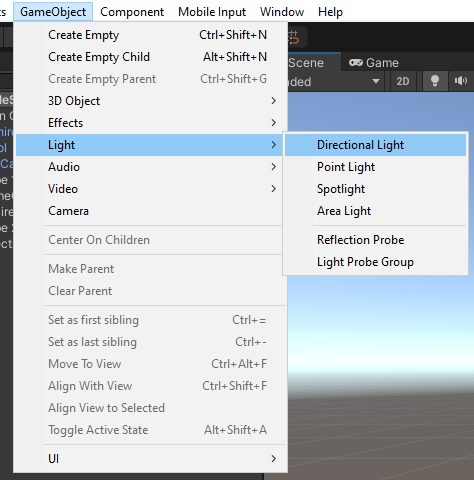 GameObject Component Mobile Input Window Help
Create Empty Ctrl+Shift+N
Scene Game
Create Empty Child Alt+Shift+N
Create Empty Parent Ctrl+Shift+G
2D
3D Object
Effects
Light
Directional Light
Audio
Point Light
Video
Spotlight
Camera
Area Light
Center On Children
Reflection Probe
Light Probe Group
Make Parent
Clear Parent
Set as first sibling Ctrl+=
Set as last sibling Ctrl+-
Move To View Ctrl+Alt+F
Align With View Ctrl+Shift+F
Align View to Selected
Toggle Active State Alt+Shift+A
UI